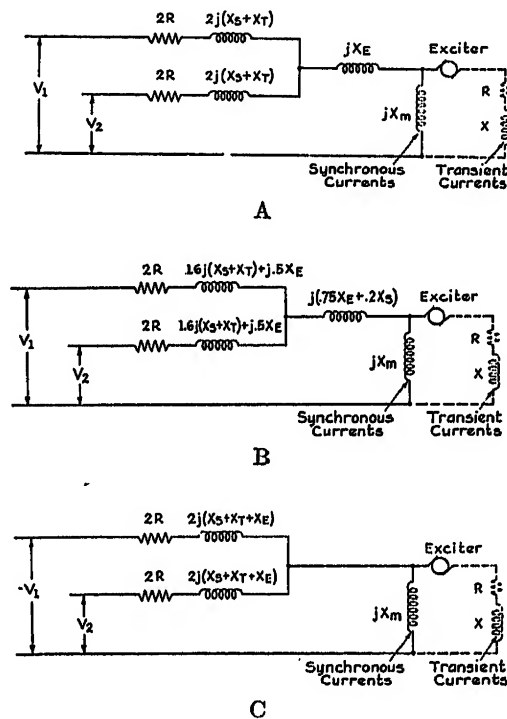 2R 2j(XS+XT)
jXE Exciter
V1
2R 2j(XS+XT)
V2
jXm
R
X
Synchronous Currents
Transient Currents
A
2R 1.6j(XS+XT)+j.5XE
j(.75XE+.2XS) Exciter
V1
2R 1.6j(XS+XT)+j.5XE
V2
jXm
R
X
Synchronous Currents
Transient Currents
B
2R 2j(XS+XT+XE)
Exciter
V1
2R 2j(XS+XT+XE)
V2
jXm
R
X
Synchronous Currents
Transient Currents
C